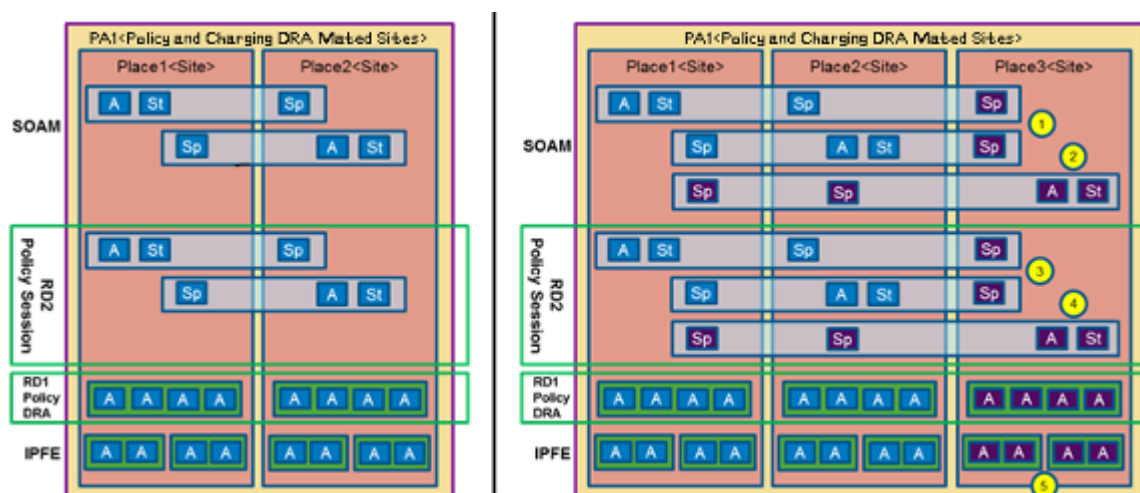 PA1<Policy and Charging DRA Mated Sites>
Place1<Site> Place2<Site>
SOAM
A St Sp
Sp A St
RD2
Policy Session
A St Sp
Sp A St
RD1
Policy
DRA
A A A A A A A A
IPFE
A A A A A A A A
PA1<Policy and Charging DRA Mated Sites>
Place1<Site> Place2<Site> Place3<Site>
SOAM
A St Sp Sp
1
Sp A St Sp
2
Sp Sp A St
RD2
Policy Session
A St Sp Sp
3
Sp A St Sp
4
Sp Sp A St
RD1
Policy
DRA
A A A A A A A A A A A A
IPFE
A A A A A A A A A A A A
5